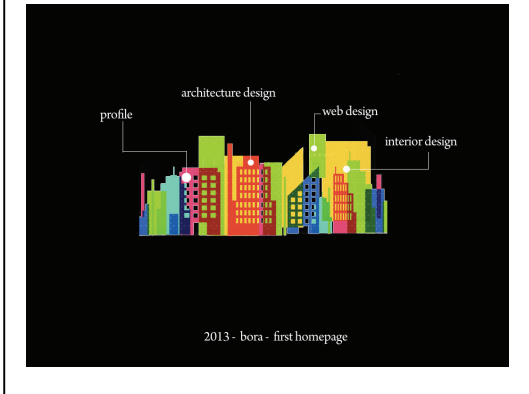 architecture design
web design
profile
interior design
2013 - bora - first homepage